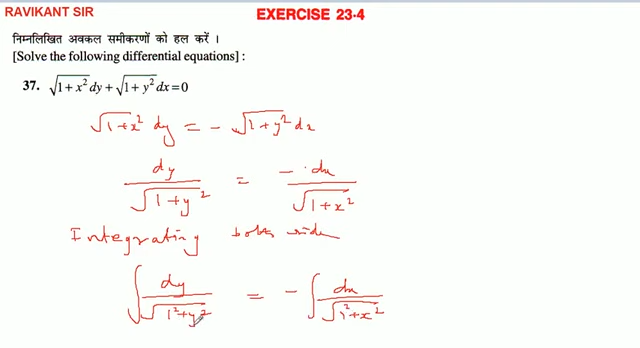 RAVIKANT SIR
EXERCISE 23·4
निम्नलिखित अवकल समीकरणों को हल करें ।
[Solve the following differential equations] :
37. √(1+x²) dy + √(1+y²) dx = 0
√(1+x²) dy = - √(1+y²) dx
dy/√(1+y²) = - dx/√(1+x²)
Integrating both side
∫ dy/√(1²+y²) = - ∫ dx/√(1²+x²)